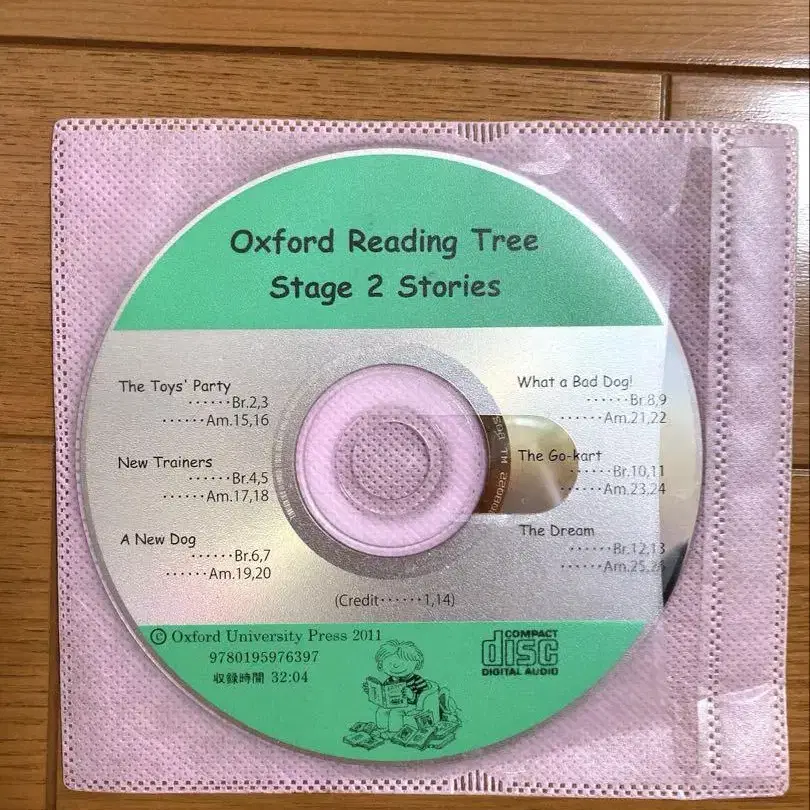 Oxford Reading Tree
Stage 2 Stories
The Toys' Party
······Br.2,3
······Am.15,16
New Trainers
······Br.4,5
······Am.17,18
A New Dog
······Br.6,7
······Am.19,20
What a Bad Dog!
······Br.8,9
······Am.21,22
The Go-kart
······Br.10,11
······Am.23,24
The Dream
······Br.12,13
(Credit······1,14)
© Oxford University Press 2011
9780195976397
収録時間 32:04
COMPACT
disc
DIGITAL AUDIO